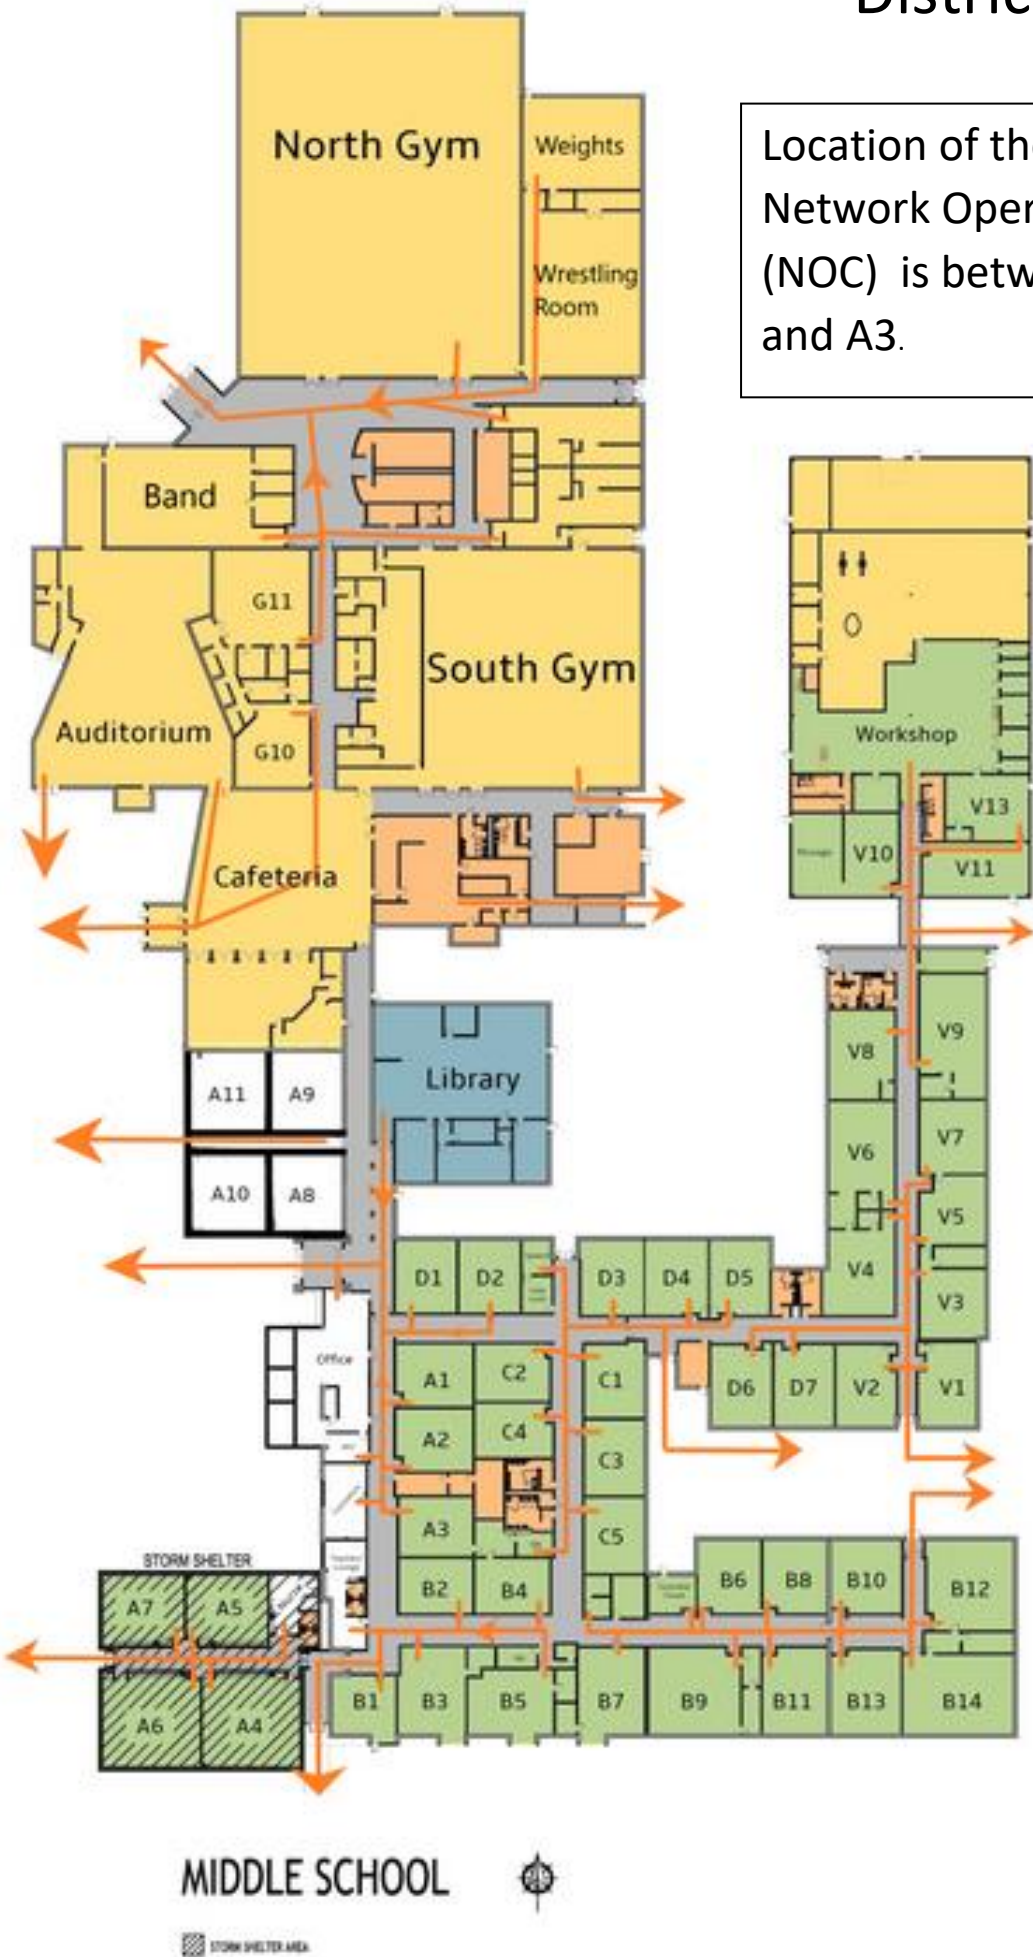 Distric
Location of th
Network Oper
(NOC) is betw
and A3.
North Gym
Weights
Wrestling
Room
Band
G11
South Gym
Auditorium
G10
Workshop
V13
V10
V11
Cafeteria
Library
V8
V9
A11
A9
V6
V7
A10
A8
V5
D1
D2
D3
D4
D5
V4
V3
Office
A1
C2
C1
D6
D7
V2
V1
A2
C4
C3
A3
C5
STORM SHELTER
B2
B4
B6
B8
B10
B12
A7
A5
B1
B3
B5
B7
B9
B11
B13
B14
A6
A4
MIDDLE SCHOOL
STORM SHELTER AREA